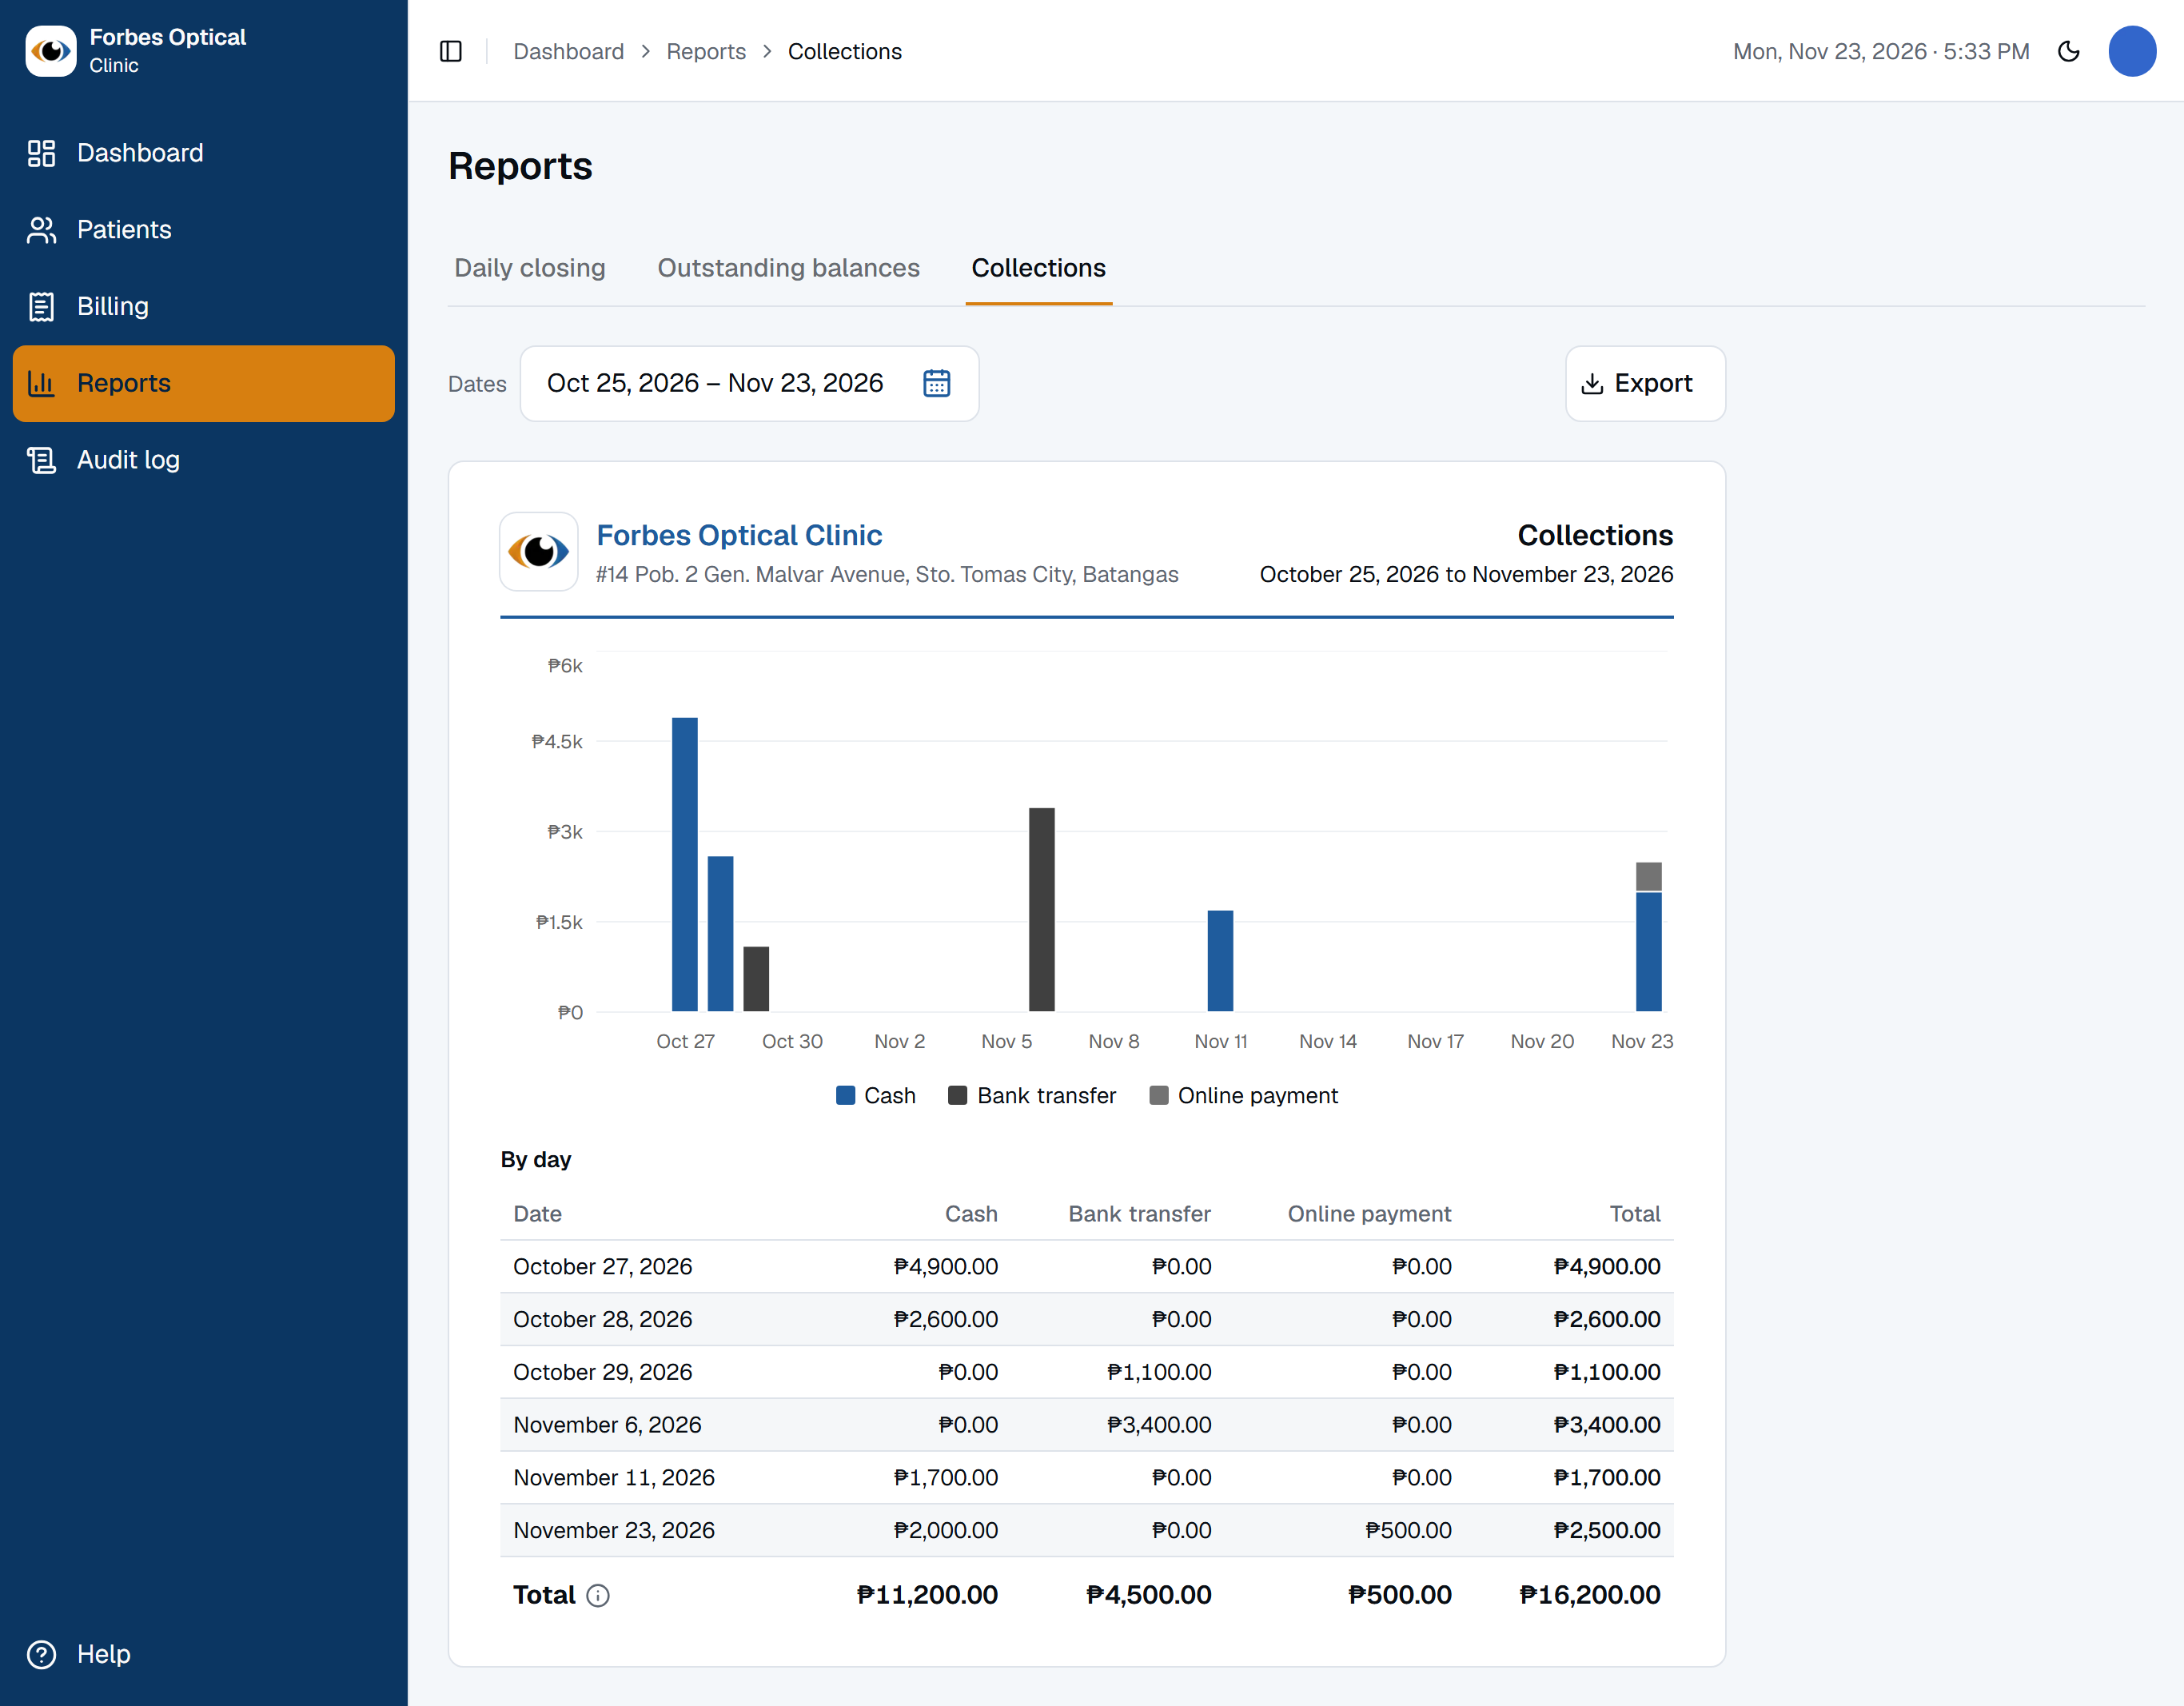 Forbes Optical
Clinic
Dashboard
Patients
Billing
Reports
Audit log
Help
Dashboard > Reports > Collections
Mon, Nov 23, 2026 · 5:33 PM
Reports
Daily closing Outstanding balances Collections
Dates Oct 25, 2026 – Nov 23, 2026 Export
Forbes Optical Clinic
#14 Pob. 2 Gen. Malvar Avenue, Sto. Tomas City, Batangas
Collections
October 25, 2026 to November 23, 2026
₱6k
₱4.5k
₱3k
₱1.5k
₱0
Oct 27 Oct 30 Nov 2 Nov 5 Nov 8 Nov 11 Nov 14 Nov 17 Nov 20 Nov 23
Cash Bank transfer Online payment
By day
Date Cash Bank transfer Online payment Total
October 27, 2026 ₱4,900.00 ₱0.00 ₱0.00 ₱4,900.00
October 28, 2026 ₱2,600.00 ₱0.00 ₱0.00 ₱2,600.00
October 29, 2026 ₱0.00 ₱1,100.00 ₱0.00 ₱1,100.00
November 6, 2026 ₱0.00 ₱3,400.00 ₱0.00 ₱3,400.00
November 11, 2026 ₱1,700.00 ₱0.00 ₱0.00 ₱1,700.00
November 23, 2026 ₱2,000.00 ₱0.00 ₱500.00 ₱2,500.00
Total ₱11,200.00 ₱4,500.00 ₱500.00 ₱16,200.00